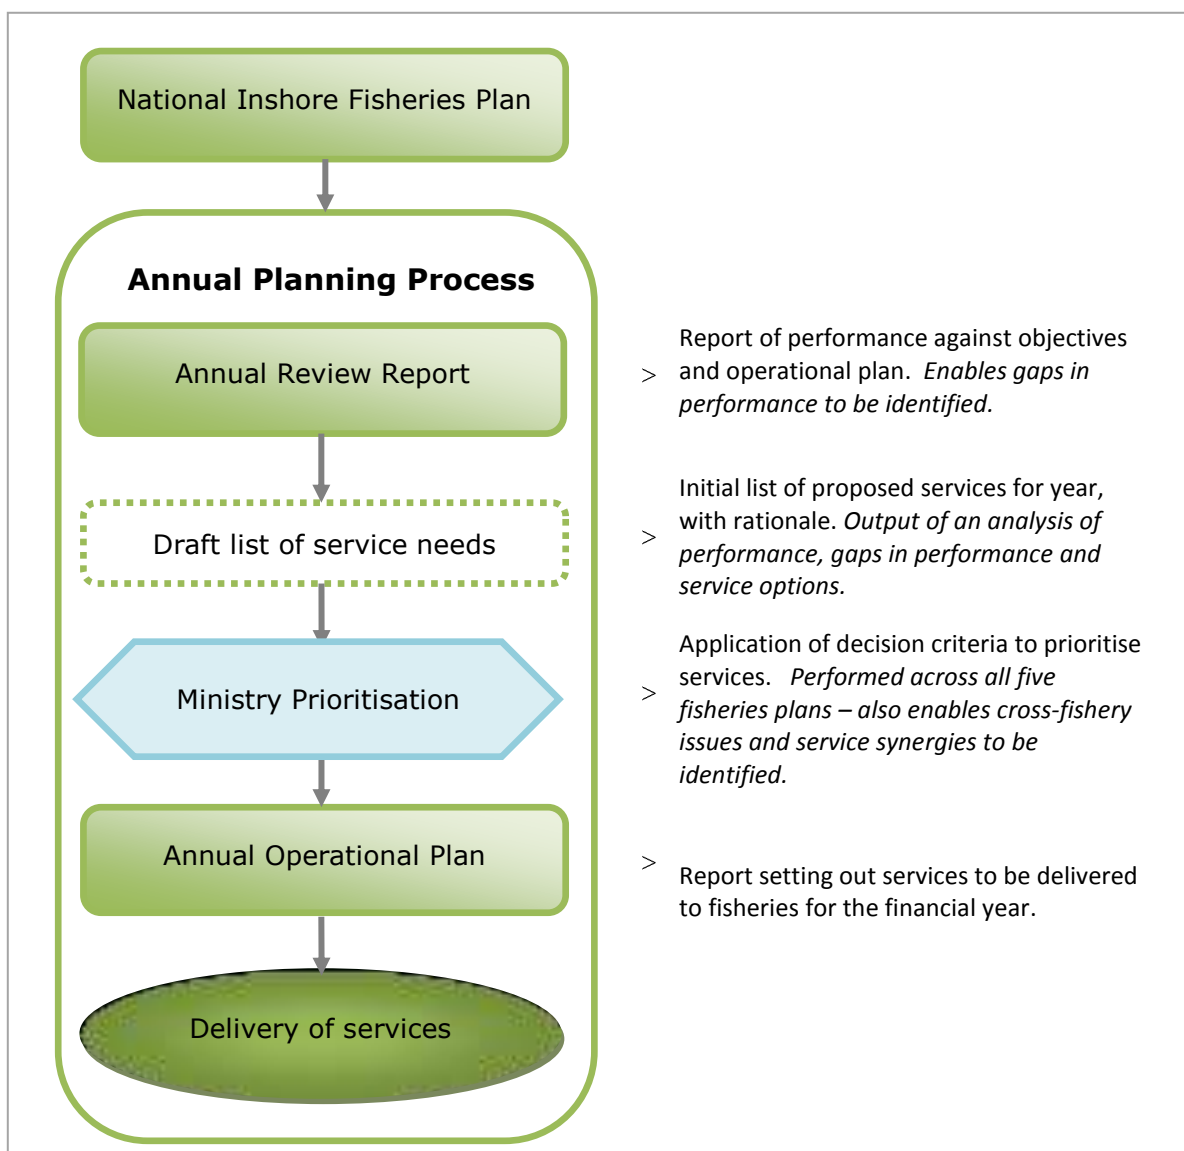 National Inshore Fisheries Plan
Annual Planning Process
Annual Review Report
> Report of performance against objectives
and operational plan. Enables gaps in
performance to be identified.
Draft list of service needs
> Initial list of proposed services for year,
with rationale. Output of an analysis of
performance, gaps in performance and
service options.
Ministry Prioritisation
> Application of decision criteria to prioritise
services. Performed across all five
fisheries plans – also enables cross-fishery
issues and service synergies to be
identified.
Annual Operational Plan
> Report setting out services to be delivered
to fisheries for the financial year.
Delivery of services